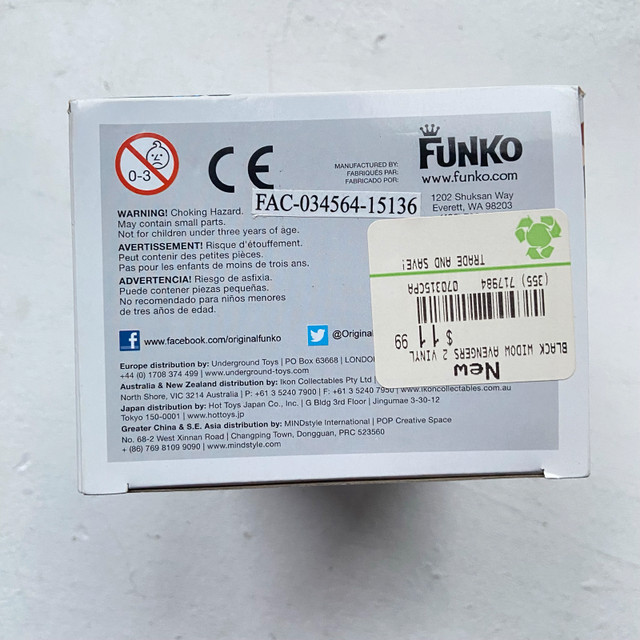 0-3
CE
MANUFACTURED BY:
FABRIQUÉS PAR:
FABRICADO POR:
FUNKO
www.funko.com
1202 Shuksan Way
Everett, WA 98203
FAC-034564-15136
WARNING! Choking Hazard.
May contain small parts.
Not for children under three years of age.
AVERTISSEMENT! Risque d'étouffement.
Peut contenir des petites pièces.
Pas pour les enfants de moins de trois ans.
ADVERTENCIA! Riesgo de asfixia.
Puede contener piezas pequeñas.
No recomendado para niños menores
de tres años de edad.
www.facebook.com/originalfunko
@Origina
TRADE AND SAVE!
(355) 717984 070315CPA
$11.99
BLACK WIDOW AVENGERS 2 VINYL
New
Europe distribution by: Underground Toys | PO Box 63668 | LONDON
+44 (0) 1708 374 499 | www.underground-toys.com
Australia & New Zealand distribution by: Ikon Collectables Pty Ltd
North Shore, VIC 3214 Australia | P: +61 3 5240 7900 | F: +61 3 5240 7950 | www.ikoncollectables.com.au
Japan distribution by: Hot Toys Japan Co., Inc. | G Bldg 3rd Floor | Jingumae 3-30-12
Tokyo 150-0001 | www.hottoys.jp
Greater China & S.E. Asia distribution by: MINDstyle International | POP Creative Space
No. 68-2 West Xinnan Road | Changping Town, Dongguan, PRC 523560
+ (86) 769 8109 9090 | www.mindstyle.com